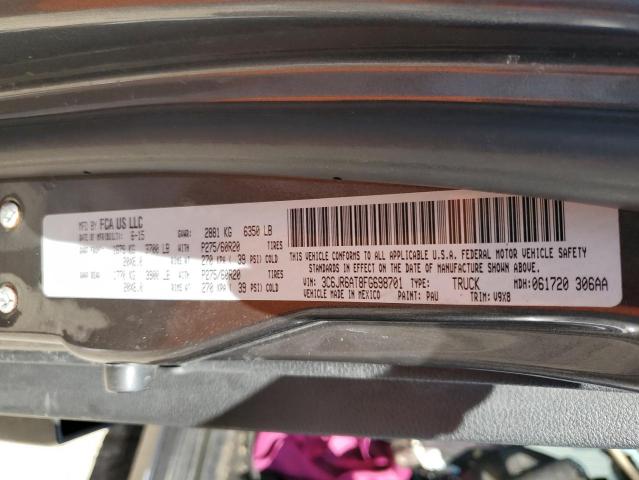 MFD BY FCA US LLC
DATE OF MFR 6-15
GVWR: 2881 KG 6350 LB
GAWR FRONT 1679 KG 3700 LB WITH P275/60R20 TIRES
20X8.0 RIMS AT 270 KPA ( 39 PSI) COLD
GAWR REAR 1770 KG 3900 LB WITH P275/60R20 TIRES
20X8.0 RIMS AT 270 KPA ( 39 PSI) COLD
THIS VEHICLE CONFORMS TO ALL APPLICABLE U.S.A. FEDERAL MOTOR VEHICLE SAFETY
STANDARDS IN EFFECT ON THE DATE OF MANUFACTURE SHOWN ABOVE.
VIN: 3C6JR6AT8FG698701 TYPE: TRUCK MDH: 061720 306AA
VEHICLE MADE IN MEXICO PAINT: PAU TRIM: V9X8